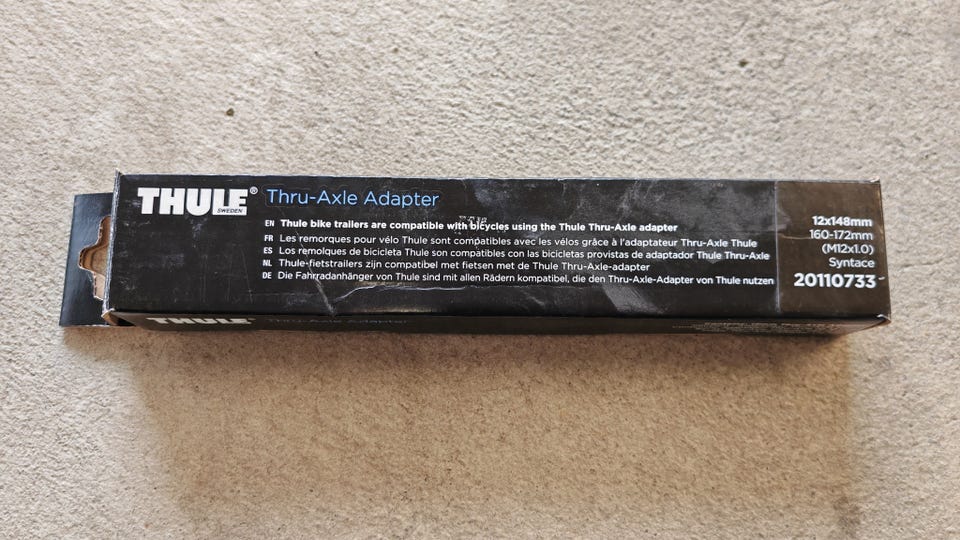 THULE® Thru-Axle Adapter
SWEDEN
EN Thule bike trailers are compatible with bicycles using the Thule Thru-Axle adapter
FR Les remorques pour vélo Thule sont compatibles avec les vélos grâce à l'adaptateur Thru-Axle Thule
ES Los remolques de bicicleta Thule son compatibles con las bicicletas provistas de adaptador Thule Thru-Axle
NL Thule-fietstrailers zijn compatibel met fietsen met de Thule Thru-Axle-adapter
DE Die Fahrradanhänger von Thule sind mit allen Rädern kompatibel, die den Thru-Axle-Adapter von Thule nutzen
12x148mm
160-172mm
(M12x1.0)
Syntace
20110733
THULE Thru-Axle Adapter